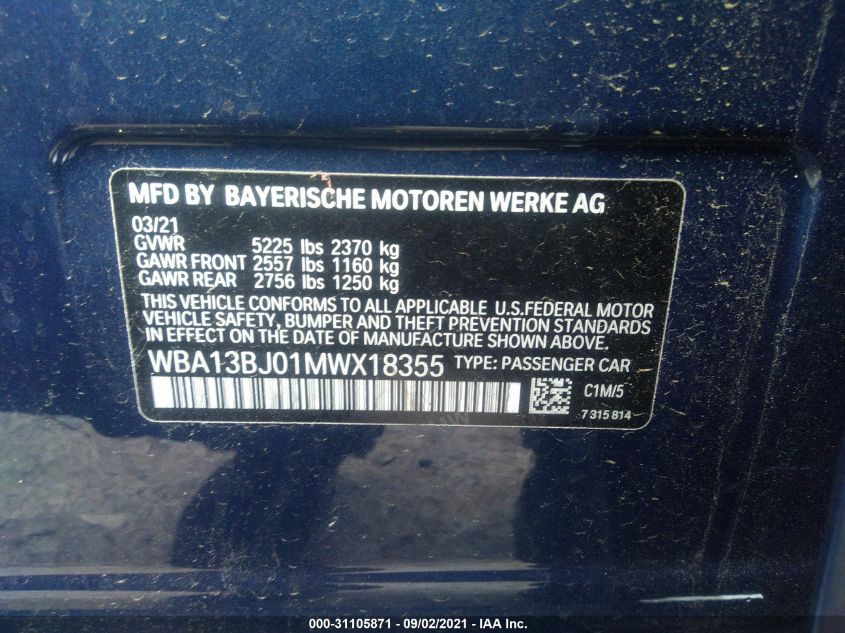 MFD BY BAYERISCHE MOTOREN WERKE AG
03/21
GVWR 5225 lbs 2370 kg
GAWR FRONT 2557 lbs 1160 kg
GAWR REAR 2756 lbs 1250 kg
THIS VEHICLE CONFORMS TO ALL APPLICABLE U.S.FEDERAL MOTOR
VEHICLE SAFETY, BUMPER AND THEFT PREVENTION STANDARDS
IN EFFECT ON THE DATE OF MANUFACTURE SHOWN ABOVE.
WBA13BJ01MWX18355 TYPE: PASSENGER CAR
C1M/5
7 315 814
000-31105871 - 09/02/2021 - IAA Inc.